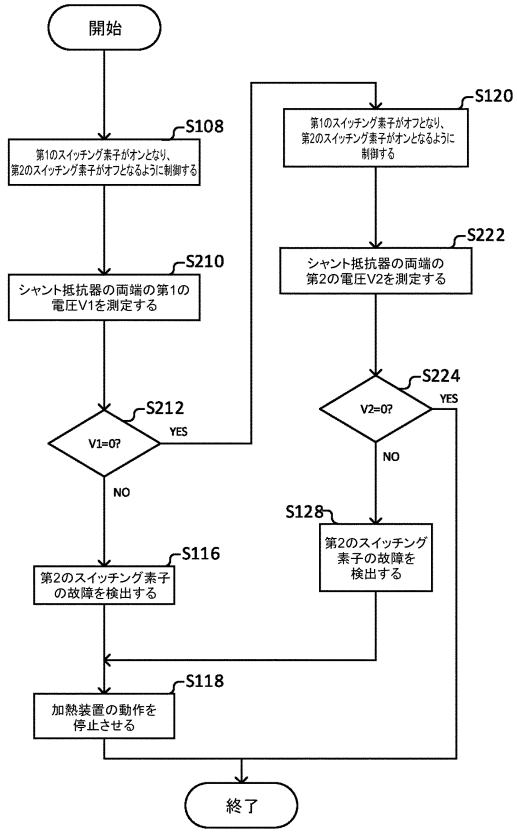 開始
S108
第1のスイッチング素子がオンとなり、
第2のスイッチング素子がオフとなるように制御する
S210
シャント抵抗器の両端の第1の
電圧V1を測定する
S212
V1=0?
YES
NO
S116
第2のスイッチング素子
の故障を検出する
S118
加熱装置の動作を
停止させる
S120
第1のスイッチング素子がオフとなり、
第2のスイッチング素子がオンとなるように
制御する
S222
シャント抵抗器の両端の
第2の電圧V2を測定する
S224
V2=0?
YES
NO
S128
第2のスイッチング
素子の故障を
検出する
終了